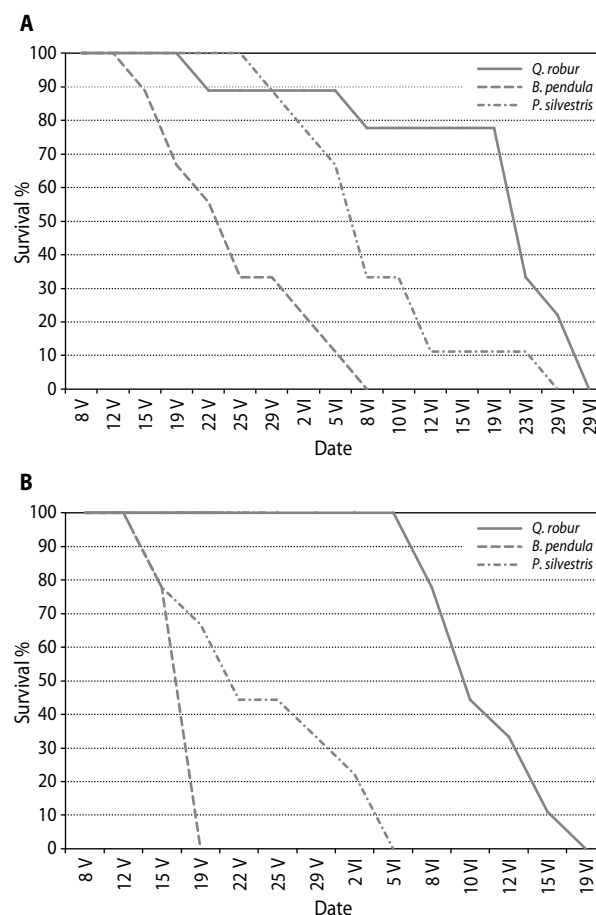 A
100
90
80
70
60
50
40
30
20
10
0
Survival %
Q. robur
B. pendula
P. silvestris
8 V
12 V
15 V
19 V
22 V
25 V
29 V
2 VI
5 VI
8 VI
10 VI
12 VI
15 VI
19 VI
23 VI
29 VI
29 VI
Date
B
100
90
80
70
60
50
40
30
20
10
0
Survival %
Q. robur
B. pendula
P. silvestris
8 V
12 V
15 V
19 V
22 V
25 V
29 V
2 VI
5 VI
8 VI
10 VI
12 VI
15 VI
19 VI
Date